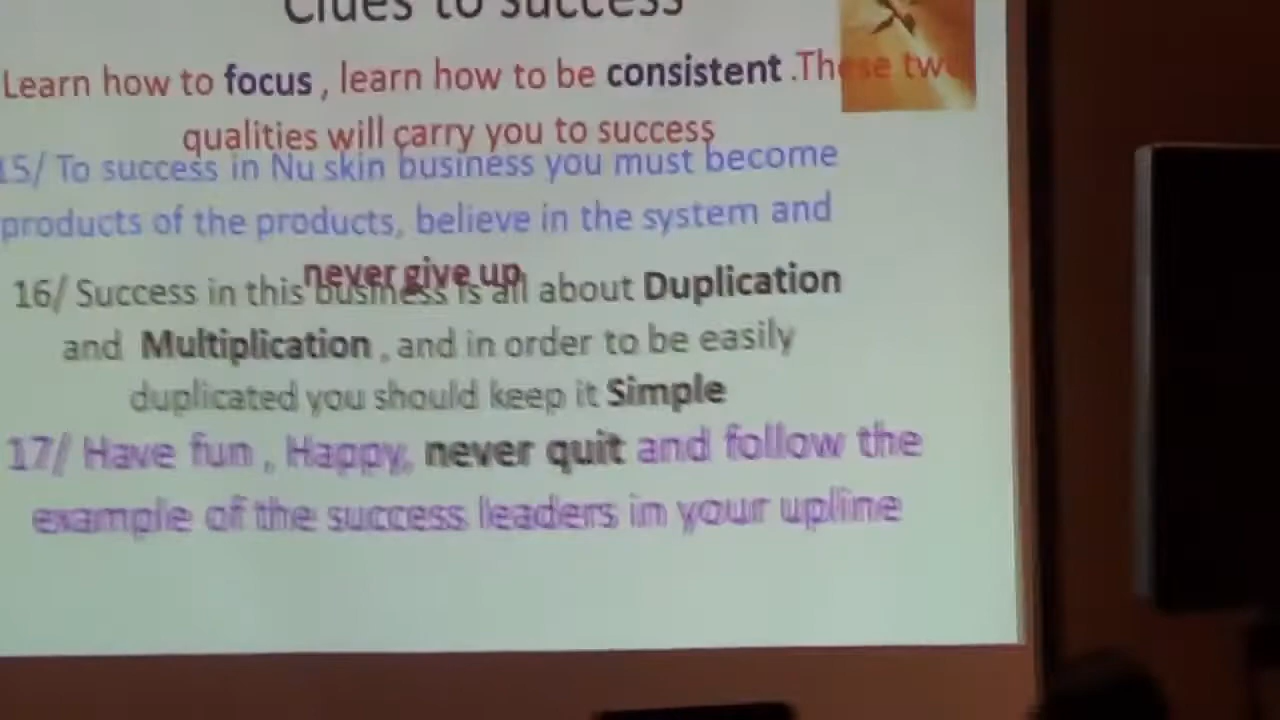 Clues to success
Learn how to focus , learn how to be consistent .These two
qualities will carry you to success
15/ To success in Nu skin business you must become
products of the products, believe in the system and
never give up
16/ Success in this business is all about Duplication
and Multiplication , and in order to be easily
duplicated you should keep it Simple
17/ Have fun , Happy, never quit and follow the
example of the success leaders in your upline